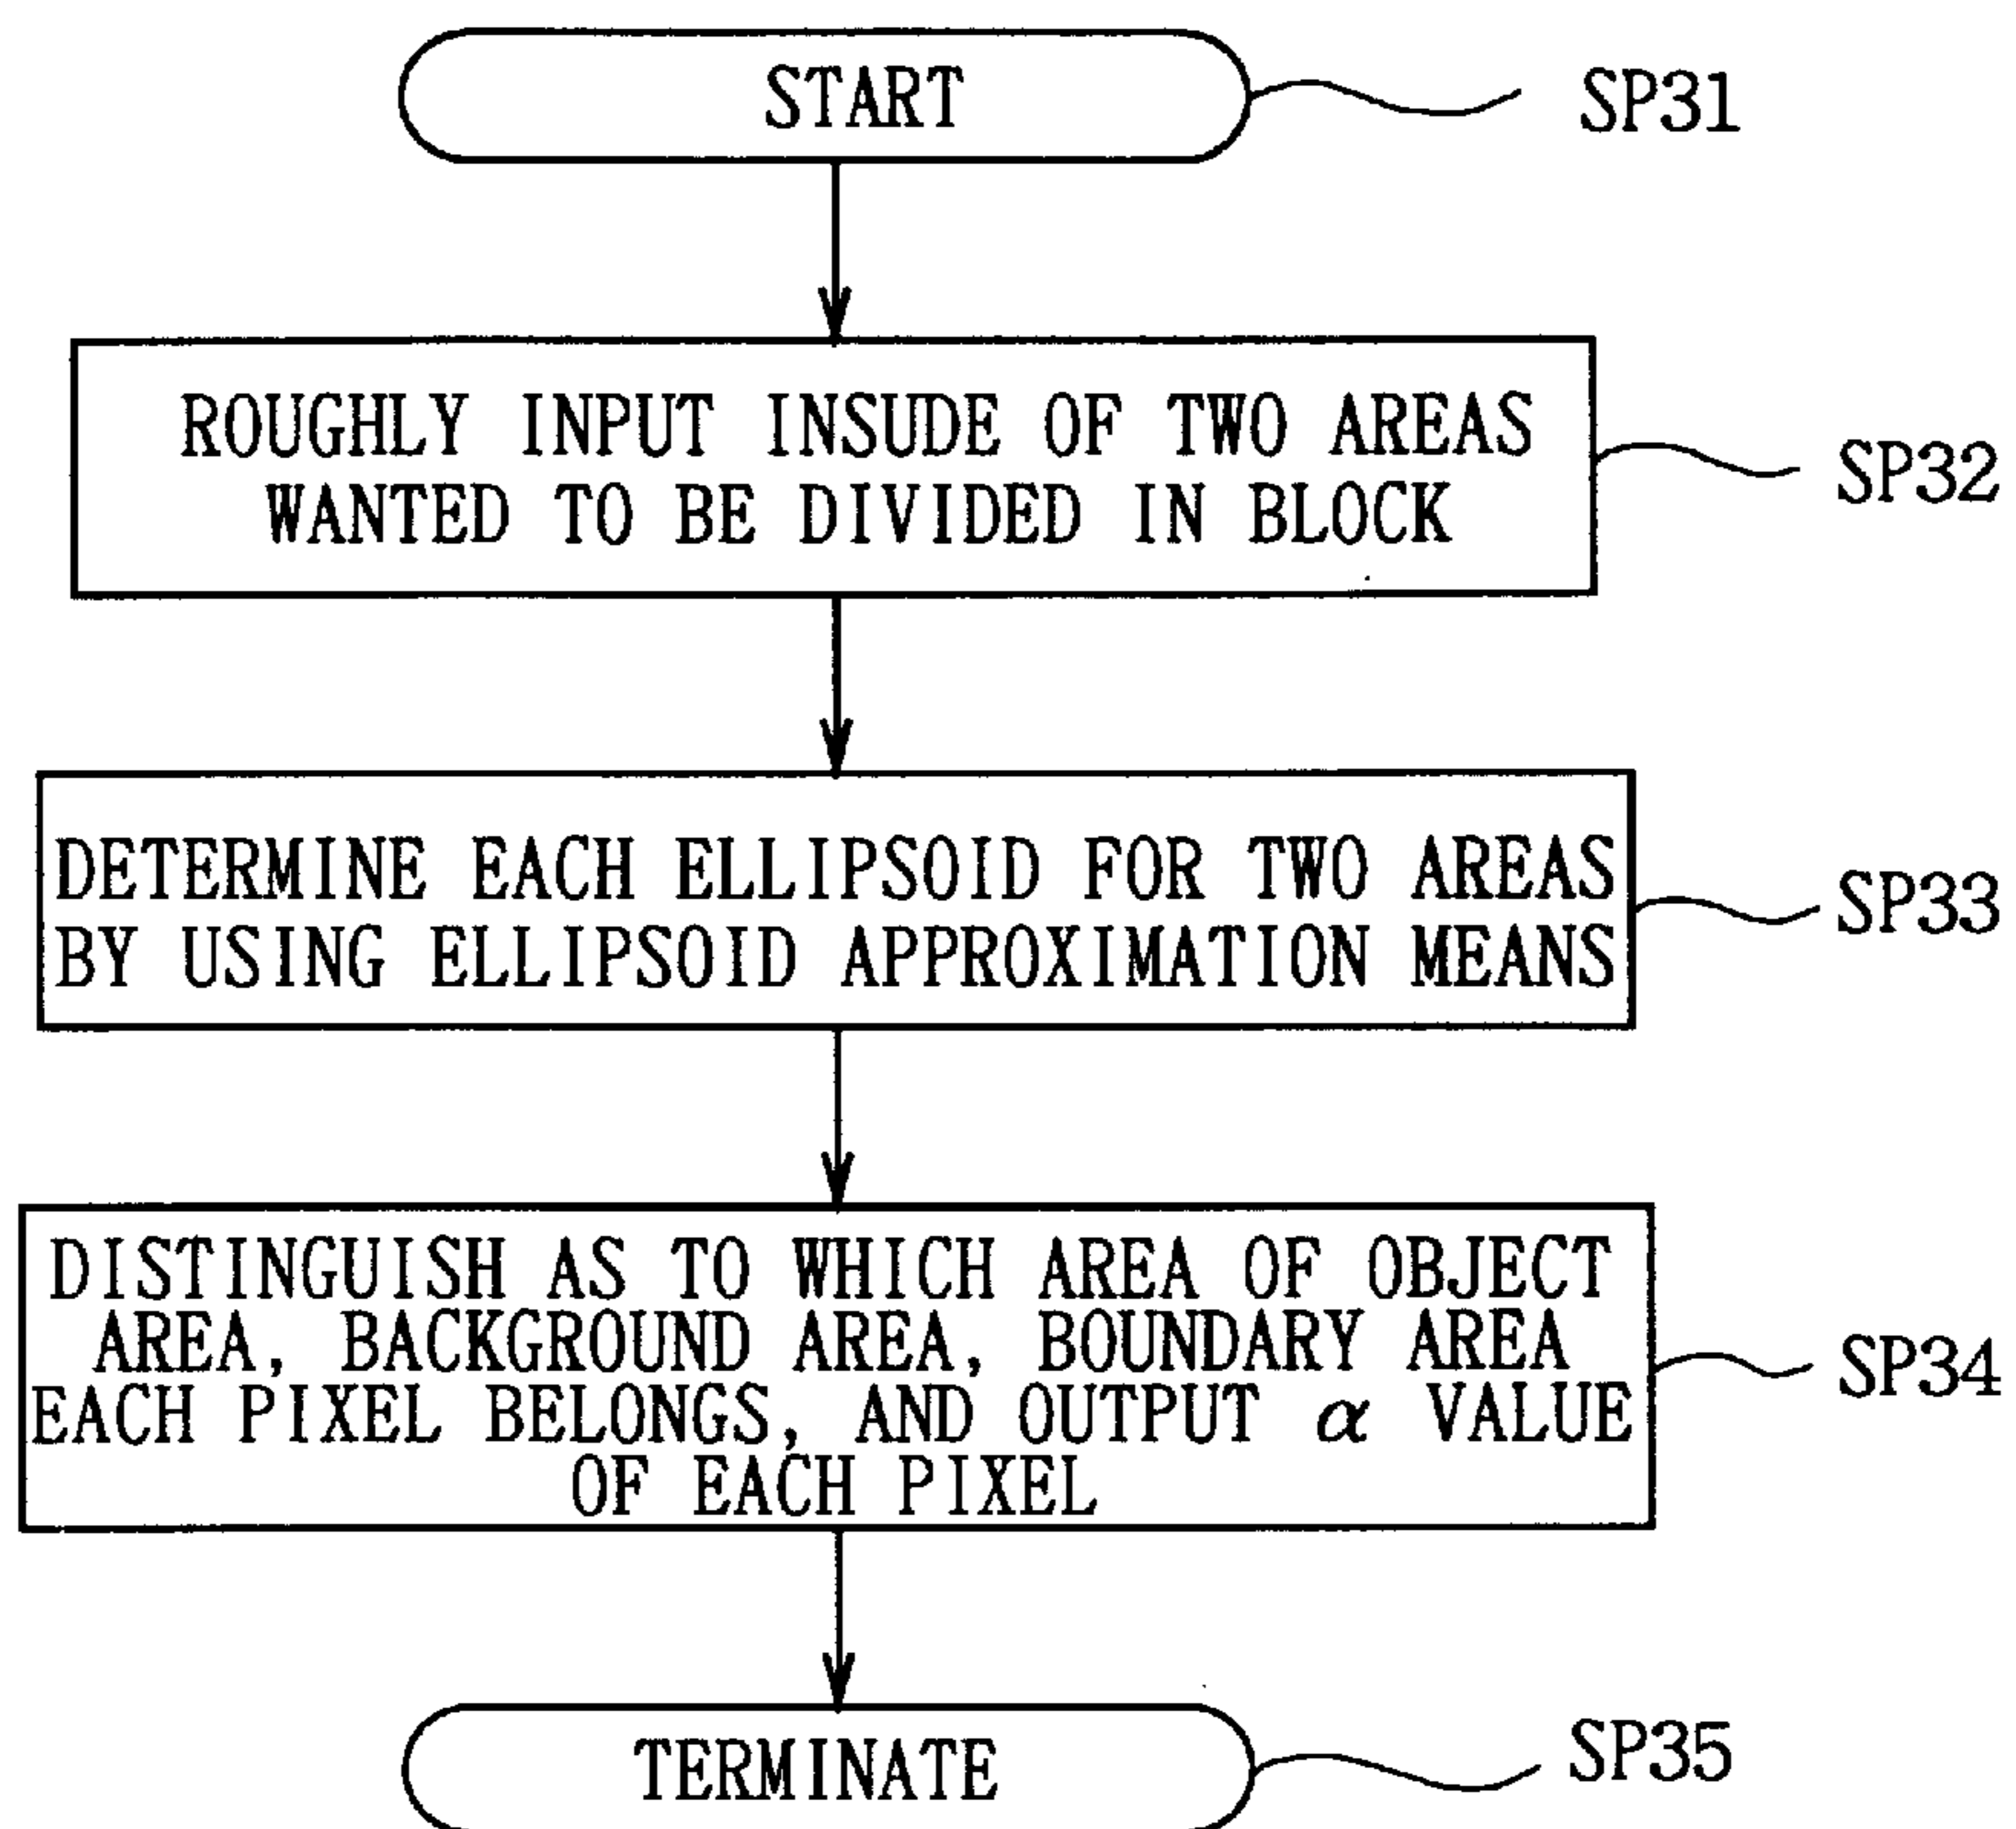 START
SP31
ROUGHLY INPUT INSUDE OF TWO AREAS
WANTED TO BE DIVIDED IN BLOCK
SP32
DETERMINE EACH ELLIPSOID FOR TWO AREAS
BY USING ELLIPSOID APPROXIMATION MEANS
SP33
DISTINGUISH AS TO WHICH AREA OF OBJECT
AREA, BACKGROUND AREA, BOUNDARY AREA
EACH PIXEL BELONGS, AND OUTPUT α VALUE
OF EACH PIXEL
SP34
TERMINATE
SP35